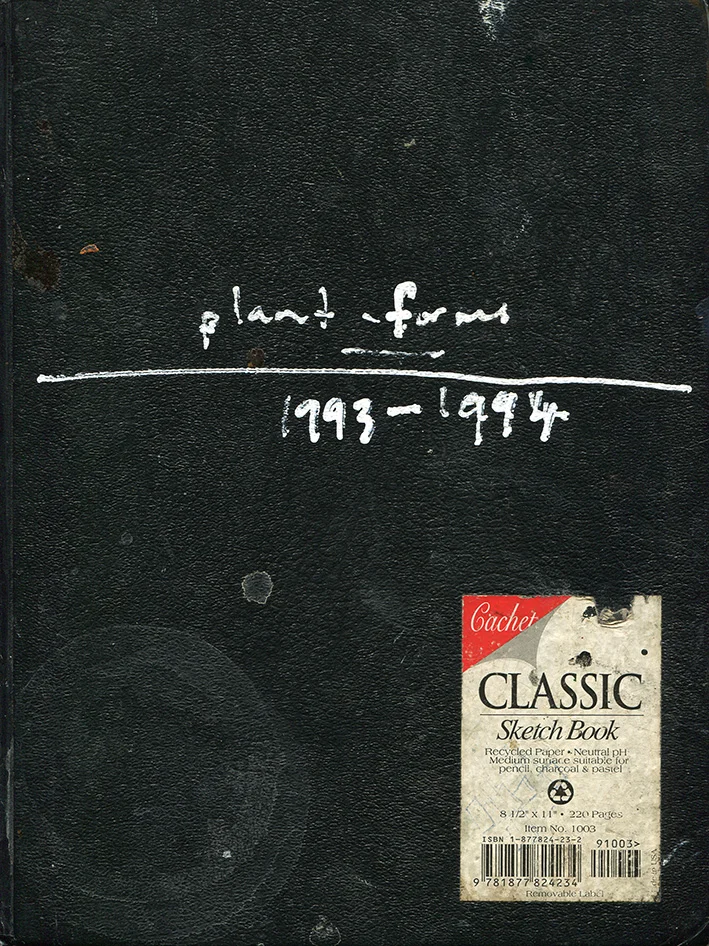 plant forms
1993-1994
Cachet
CLASSIC
Sketch Book
Recycled Paper • Neutral pH
Medium surface suitable for
pencil, charcoal & pastel
8 1/2" x 11" • 220 Pages
Item No. 1003
ISBN 1-877824-23-2
91003>
9 781877 824234
Removable Label